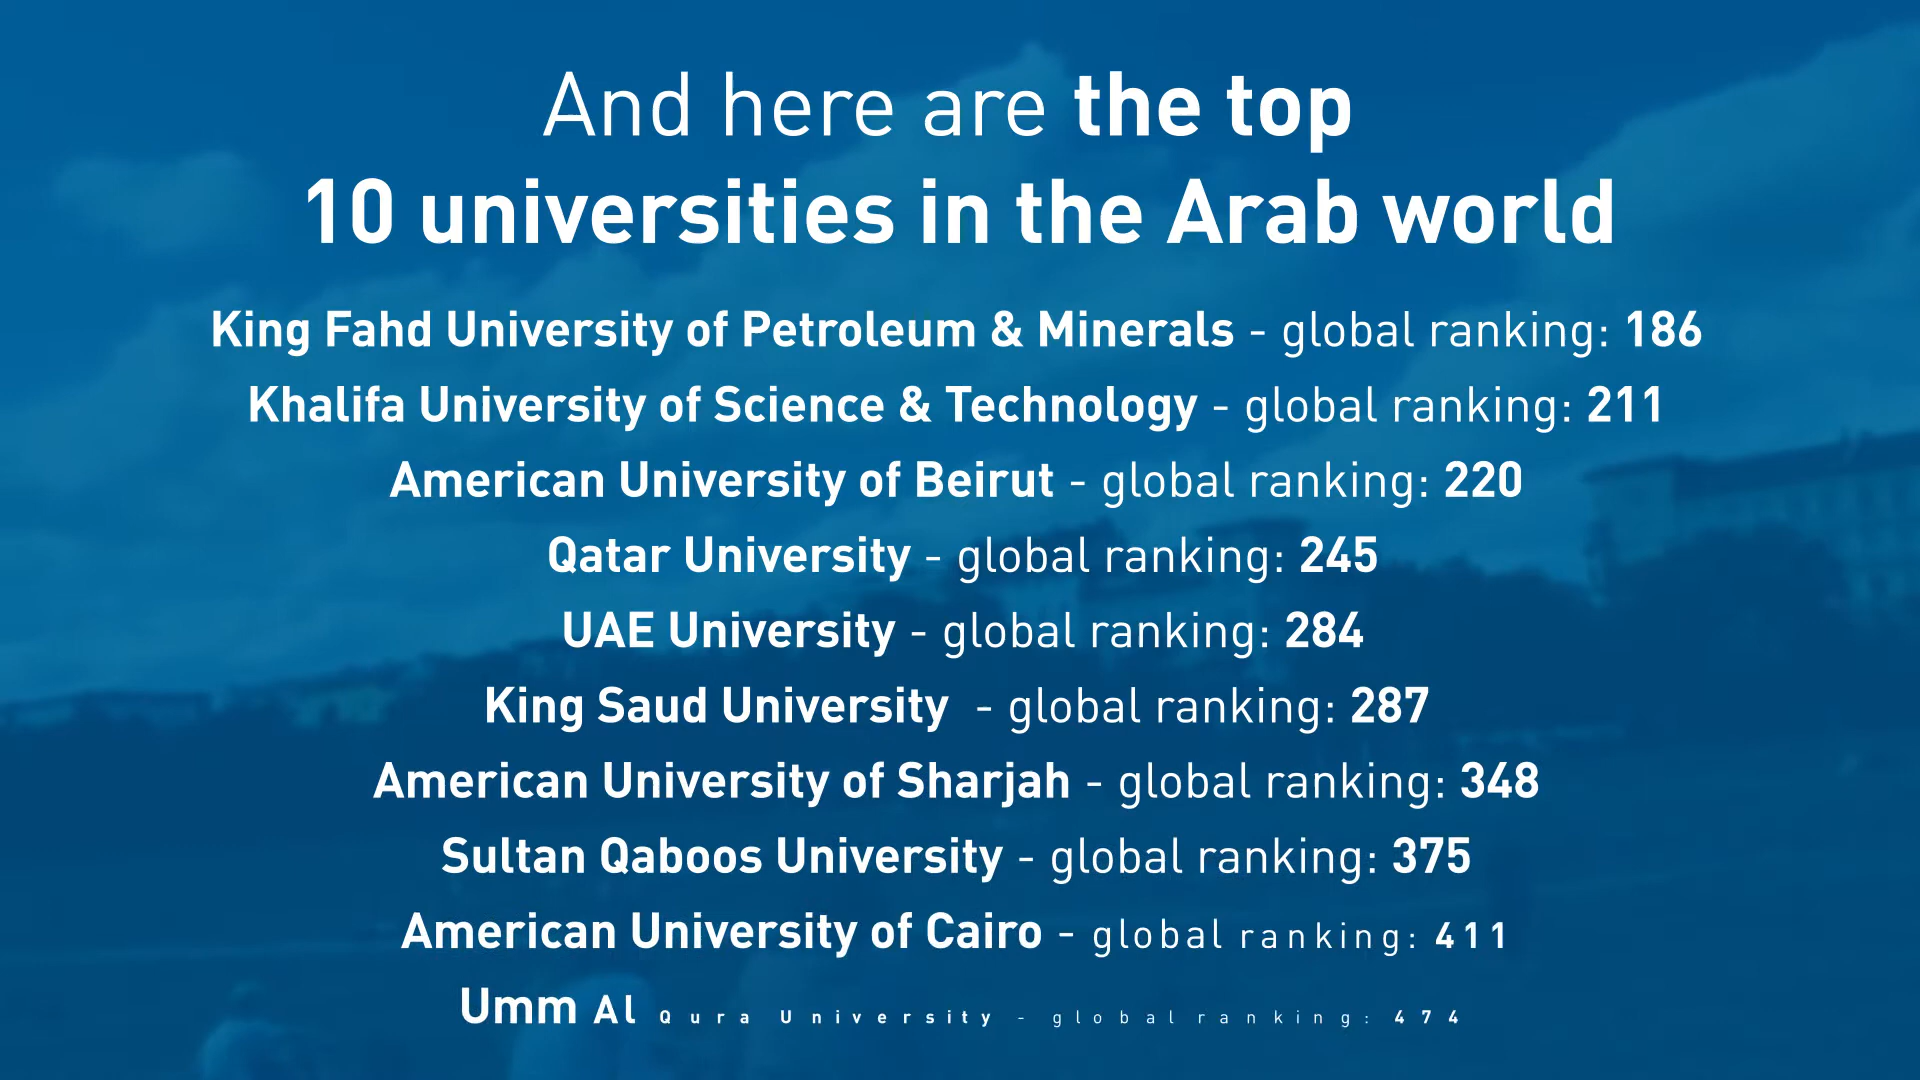 And here are the top
10 universities in the Arab world
King Fahd University of Petroleum & Minerals - global ranking: 186
Khalifa University of Science & Technology - global ranking: 211
American University of Beirut - global ranking: 220
Qatar University - global ranking: 245
UAE University - global ranking: 284
King Saud University - global ranking: 287
American University of Sharjah - global ranking: 348
Sultan Qaboos University - global ranking: 375
American University of Cairo - global ranking: 411
Umm Al Qura University - global ranking: 474